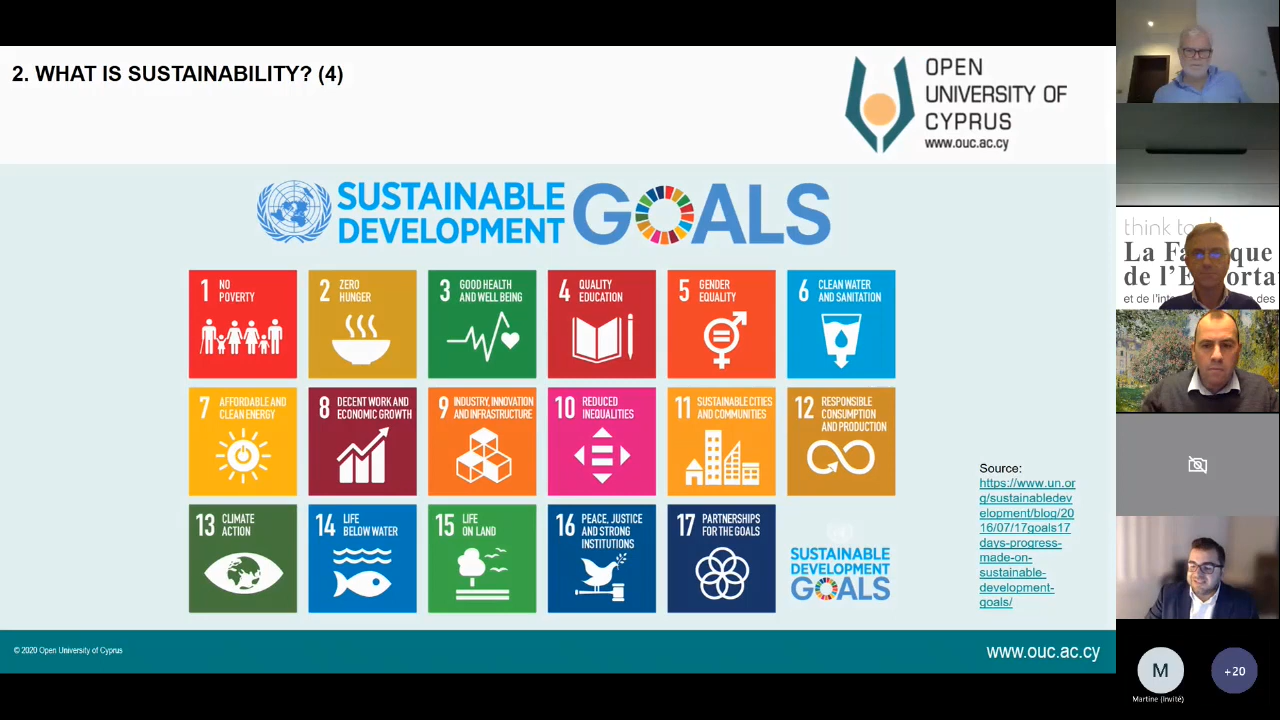 2. WHAT IS SUSTAINABILITY? (4)
OPEN
UNIVERSITY OF
CYPRUS
www.ouc.ac.cy
SUSTAINABLE
DEVELOPMENT
GOALS
1 NO
POVERTY
2 ZERO
HUNGER
3 GOOD HEALTH
AND WELL BEING
4 QUALITY
EDUCATION
5 GENDER
EQUALITY
6 CLEAN WATER
AND SANITATION
7 AFFORDABLE AND
CLEAN ENERGY
8 DECENT WORK AND
ECONOMIC GROWTH
9 INDUSTRY, INNOVATION
AND INFRASTRUCTURE
10 REDUCED
INEQUALITIES
11 SUSTAINABLE CITIES
AND COMMUNITIES
12 RESPONSIBLE
CONSUMPTION
AND PRODUCTION
13 CLIMATE
ACTION
14 LIFE
BELOW WATER
15 LIFE
ON LAND
16 PEACE, JUSTICE
AND STRONG
INSTITUTIONS
17 PARTNERSHIPS
FOR THE GOALS
SUSTAINABLE
DEVELOPMENT
GOALS
Source:
https://www.un.or
g/sustainabledev
elopment/blog/20
16/07/17goals17
days-progress-
made-on-
sustainable-
development-
goals/
© 2020 Open University of Cyprus
www.ouc.ac.cy
think
La
de l'E
et de l'inte
des
M
Martine (Invité)
+20